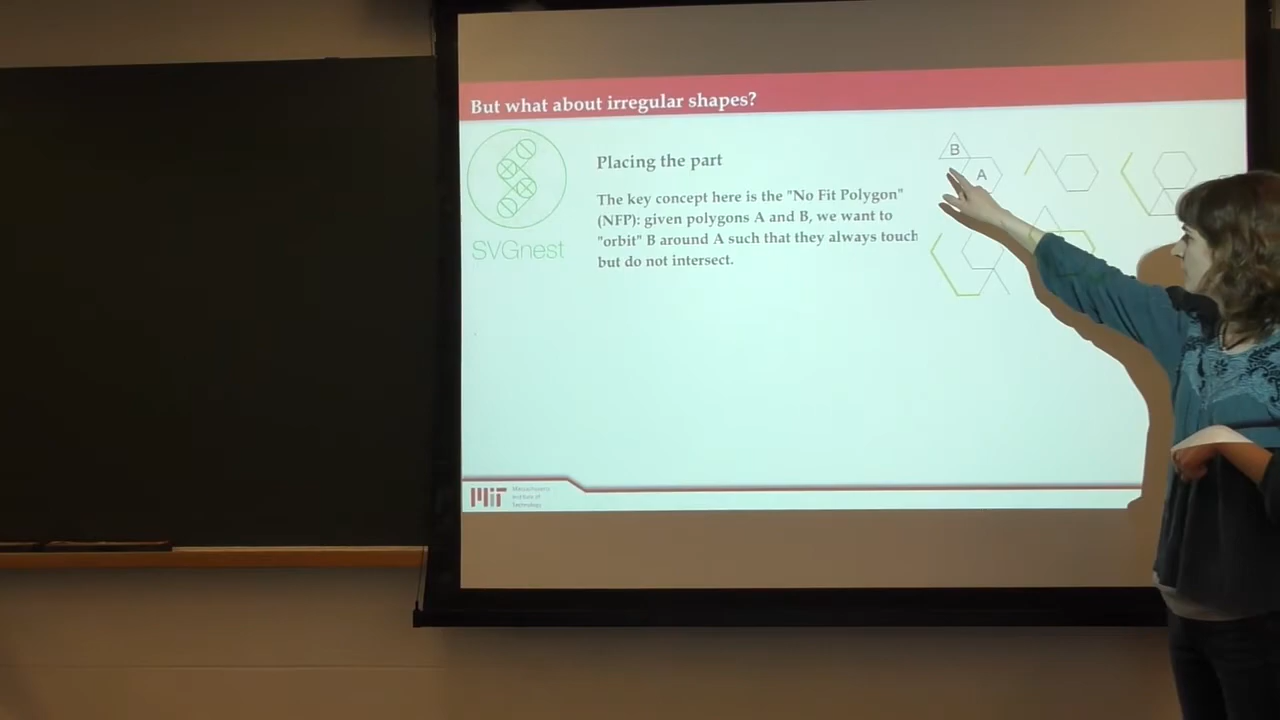 But what about irregular shapes?
SVGnest
Placing the part
The key concept here is the "No Fit Polygon"
(NFP): given polygons A and B, we want to
"orbit" B around A such that they always touch
but do not intersect.
B
A
MIT
Massachusetts
Institute of
Technology